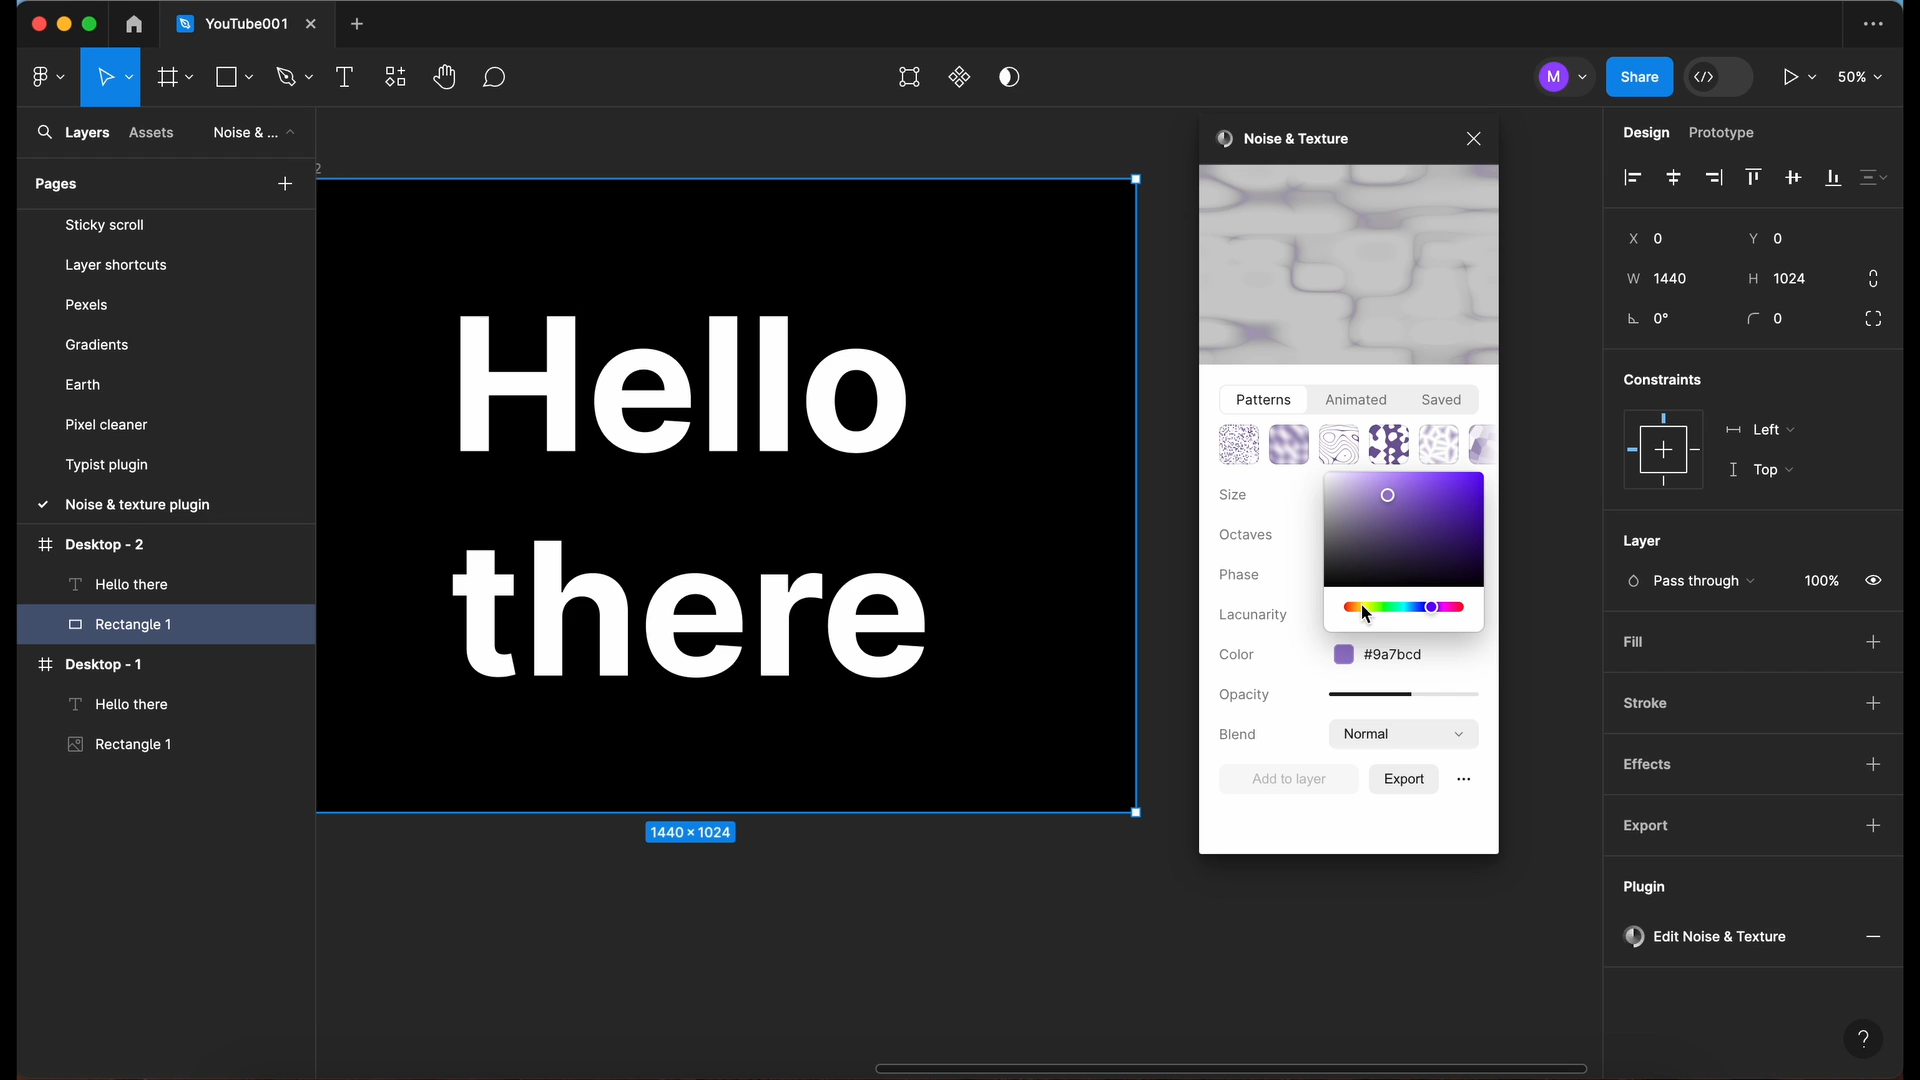 YouTube001
M
Share
50%
Layers
Assets
Noise & ...
Pages
Sticky scroll
Layer shortcuts
Pexels
Gradients
Earth
Pixel cleaner
Typist plugin
Noise & texture plugin
Desktop - 2
Hello there
Rectangle 1
Desktop - 1
Hello there
Rectangle 1
2
Hello
there
1440 × 1024
Noise & Texture
Patterns
Animated
Saved
Size
Octaves
Phase
Lacunarity
Color
#9a7bcd
Opacity
Blend
Normal
Add to layer
Export
Design
Prototype
X 0
Y 0
W 1440
H 1024
0°
0
Constraints
Left
Top
Layer
Pass through
100%
Fill
Stroke
Effects
Export
Plugin
Edit Noise & Texture
?